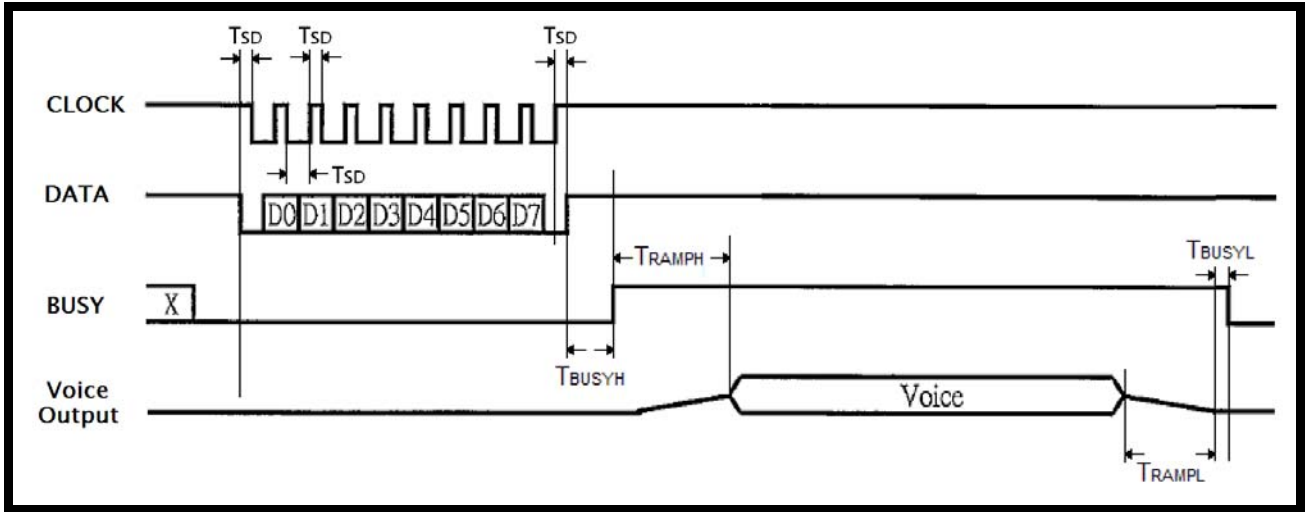 TSD TSD TSD
CLOCK
TSD
DATA
D0 D1 D2 D3 D4 D5 D6 D7
TRAMPH
TBUSYL
BUSY
X
TBUSYH
Voice
Output
Voice
TRAMPL